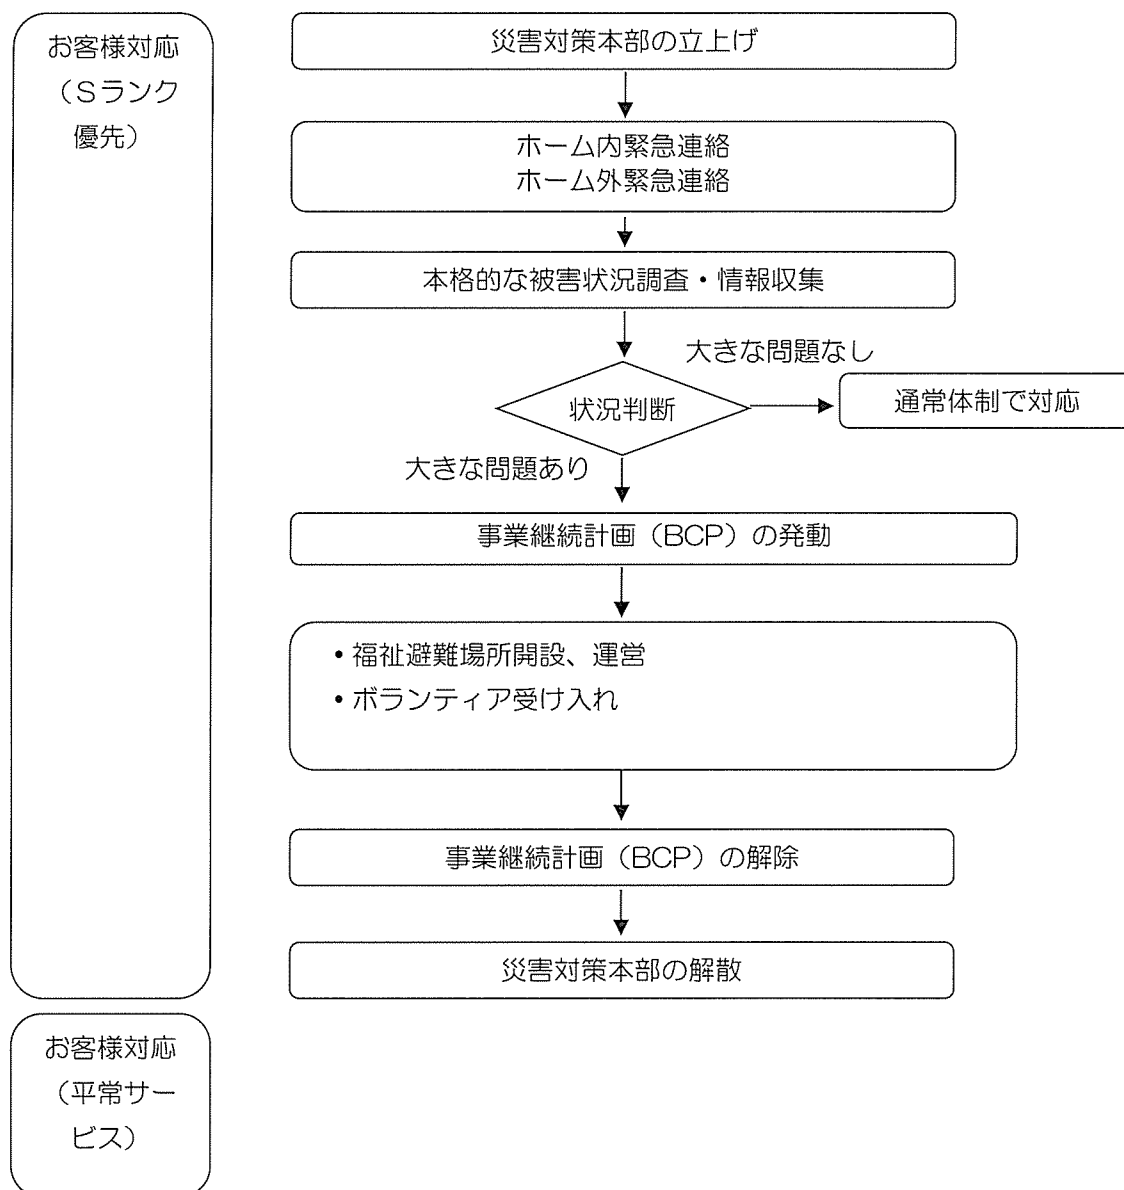 お客様対応
（Sランク
優先）
災害対策本部の立上げ
ホーム内緊急連絡
ホーム外緊急連絡
本格的な被害状況調査・情報収集
大きな問題なし
状況判断
通常体制で対応
大きな問題あり
事業継続計画（BCP）の発動
・福祉避難場所開設、運営
・ボランティア受け入れ
事業継続計画（BCP）の解除
災害対策本部の解散
お客様対応
（平常サー
ビス）